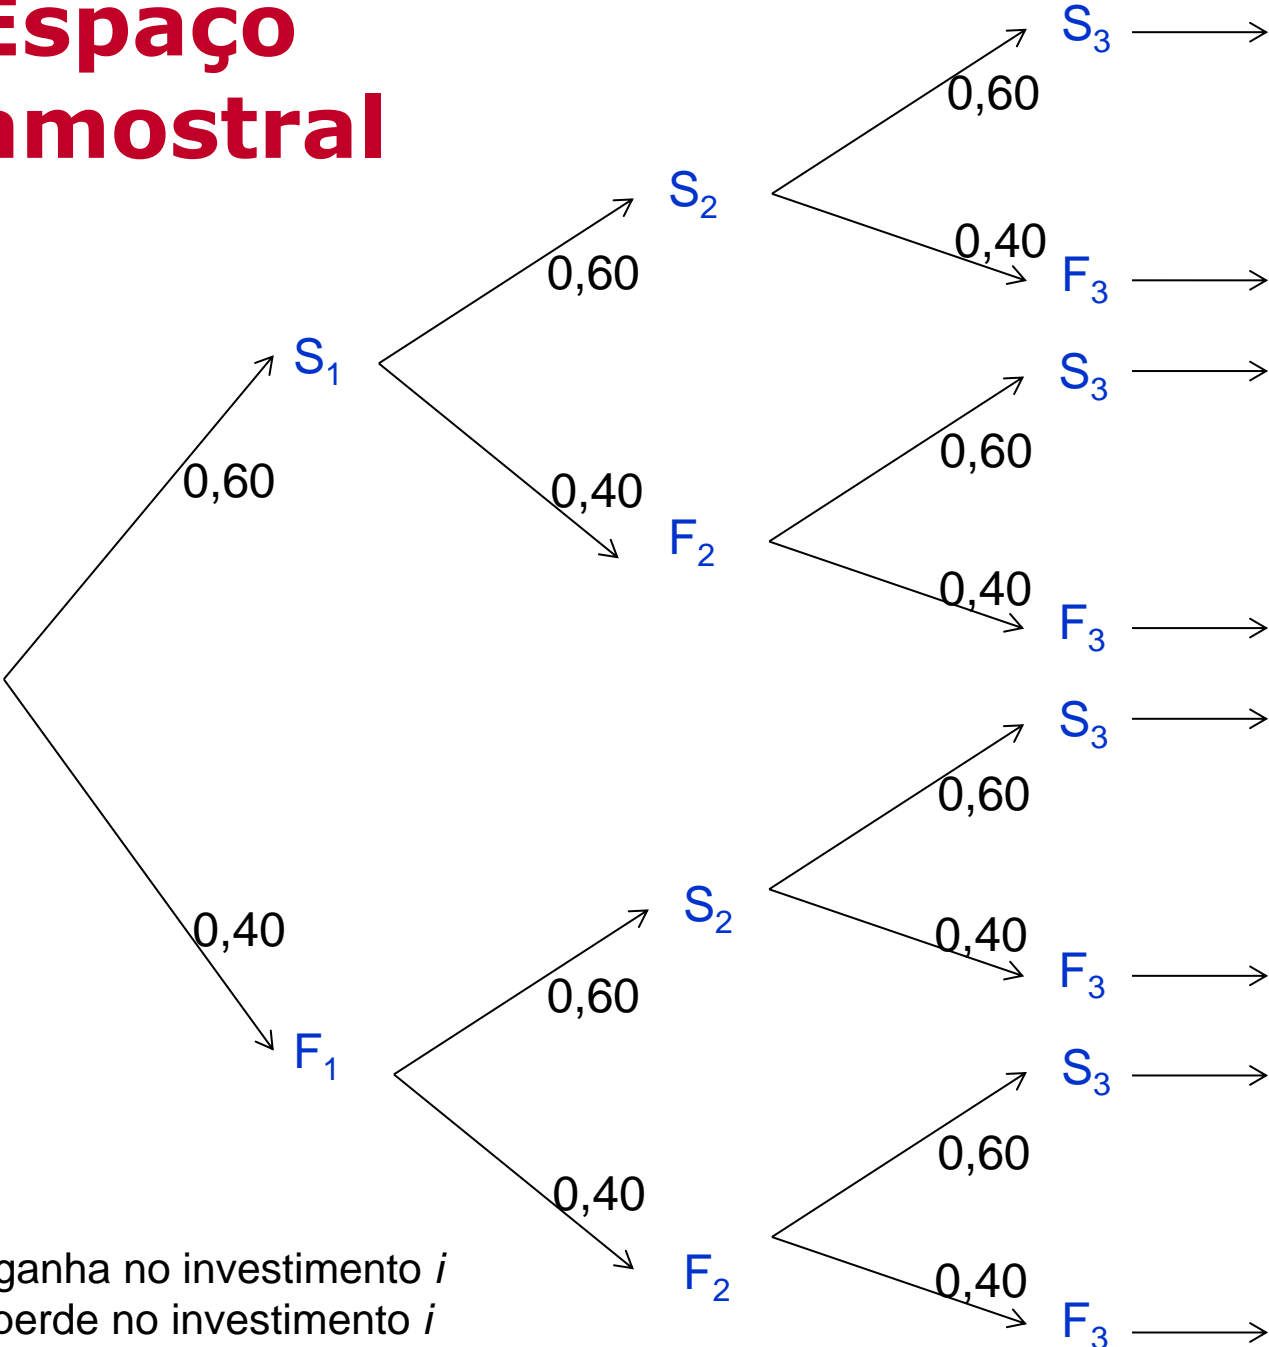 Espaço
amostral
S₃
0,60
S₂
0,40
0,60
F₃
S₁
S₃
0,60
0,60
0,40
F₂
0,40
F₃
S₃
0,60
S₂
0,40
0,40
F₃
0,60
F₁
S₃
0,60
0,40
ganha no investimento i
F₂
0,40
perde no investimento i
F₃